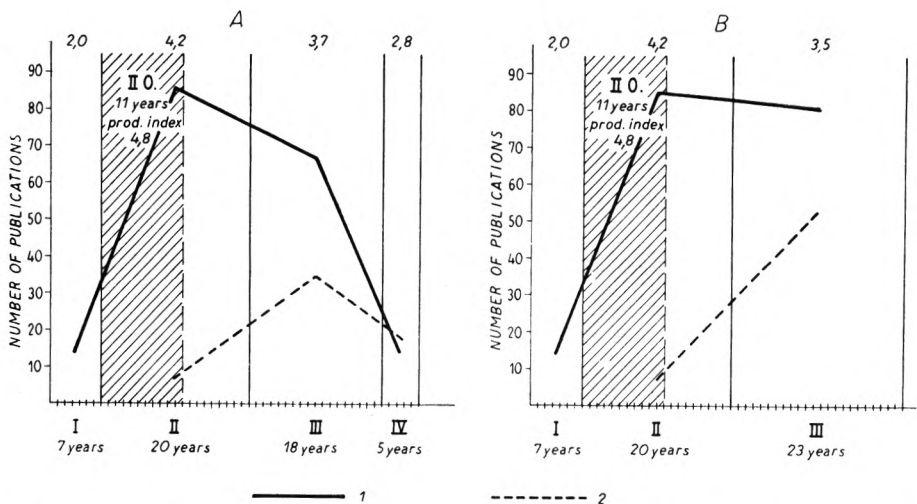 A
2,0 4,2 3,7 2,8
NUMBER OF PUBLICATIONS
90
80
70
60
50
40
30
20
10
II O.
11 years
prod. index
4,8
I II III IV
7 years 20 years 18 years 5 years
B
2,0 4,2 3,5
NUMBER OF PUBLICATIONS
90
80
70
60
50
40
30
20
10
II O.
11 years
prod. index
4,8
I II III
7 years 20 years 23 years
1 2